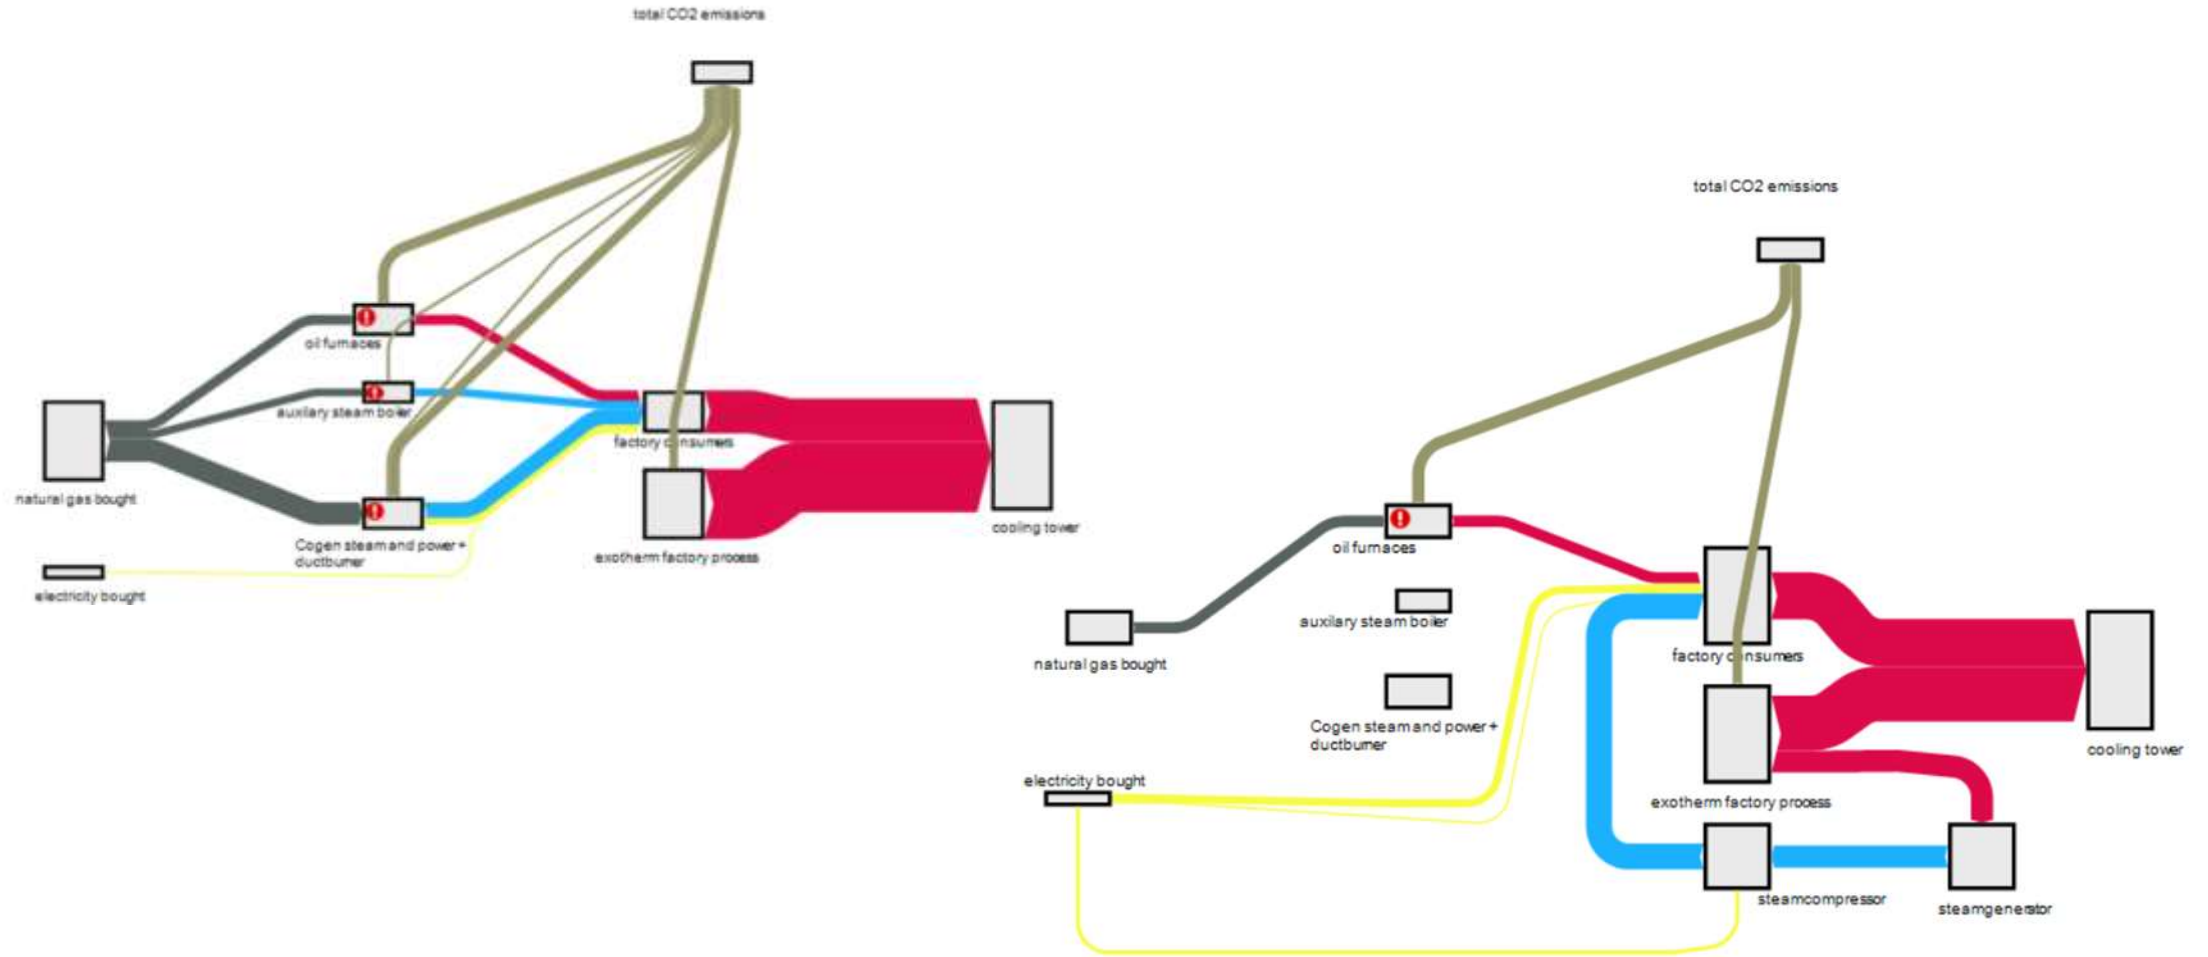 total CO2 emissions
oil furnaces
auxilary steam boiler
natural gas bought
Cogen steam and power +
ductburner
electricity bought
factory consumers
exotherm factory process
cooling tower
total CO2 emissions
oil furnaces
auxilary steam boiler
natural gas bought
Cogen steam and power +
ductburner
electricity bought
factory consumers
exotherm factory process
cooling tower
steamcompressor
steamgenerator